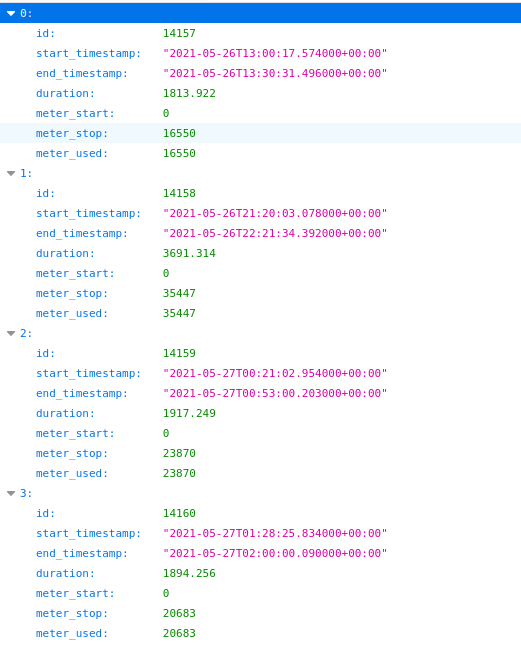 0:
id: 14157
start_timestamp: "2021-05-26T13:00:17.574000+00:00"
end_timestamp: "2021-05-26T13:30:31.496000+00:00"
duration: 1813.922
meter_start: 0
meter_stop: 16550
meter_used: 16550
1:
id: 14158
start_timestamp: "2021-05-26T21:20:03.078000+00:00"
end_timestamp: "2021-05-26T22:21:34.392000+00:00"
duration: 3691.314
meter_start: 0
meter_stop: 35447
meter_used: 35447
2:
id: 14159
start_timestamp: "2021-05-27T00:21:02.954000+00:00"
end_timestamp: "2021-05-27T00:53:00.203000+00:00"
duration: 1917.249
meter_start: 0
meter_stop: 23870
meter_used: 23870
3:
id: 14160
start_timestamp: "2021-05-27T01:28:25.834000+00:00"
end_timestamp: "2021-05-27T02:00:00.090000+00:00"
duration: 1894.256
meter_start: 0
meter_stop: 20683
meter_used: 20683